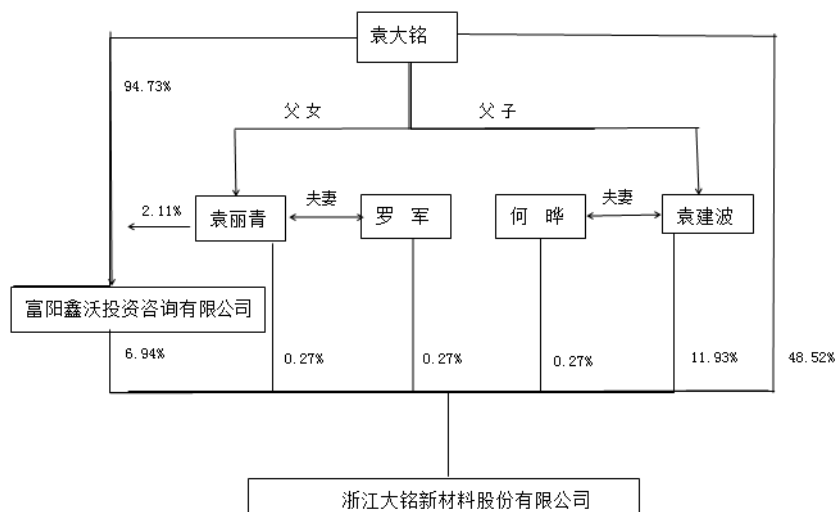 袁大铭
94.73%
父 女
父 子
2.11%
袁丽青
夫妻
罗 军
何 晔
夫妻
袁建波
富阳鑫沃投资咨询有限公司
6.94%
0.27%
0.27%
0.27%
11.93%
48.52%
浙江大铭新材料股份有限公司